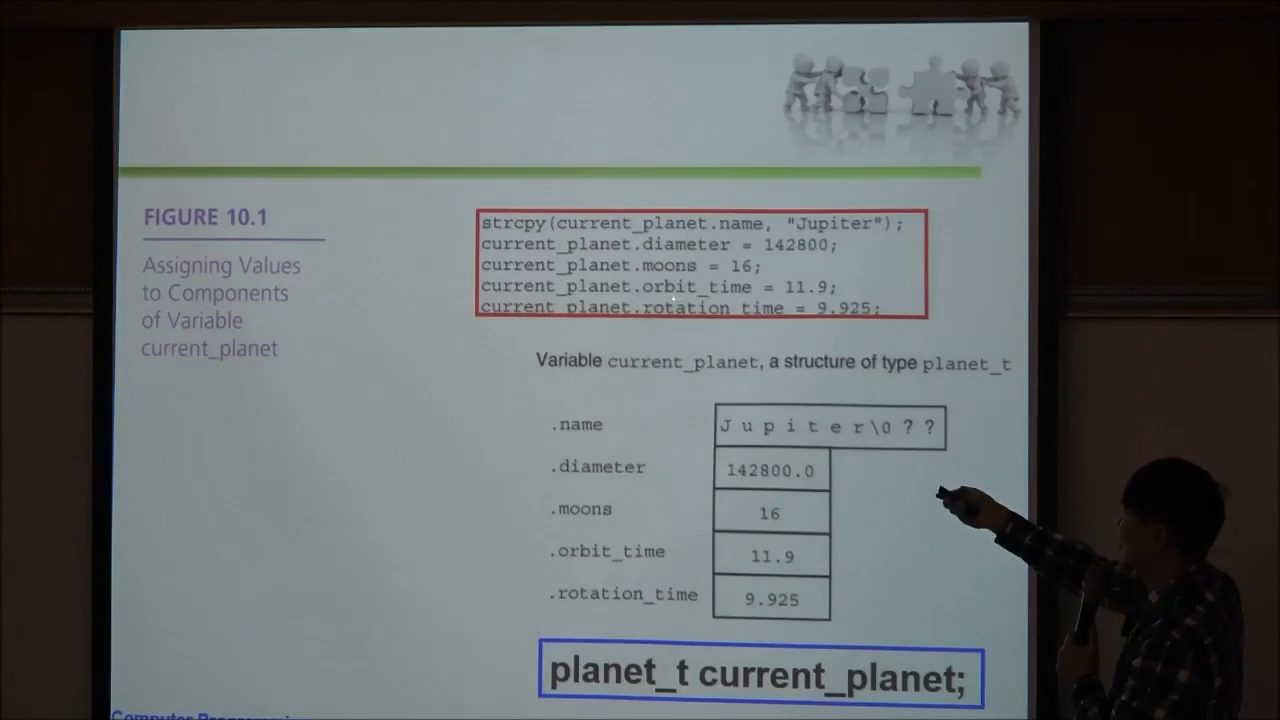 FIGURE 10.1
Assigning Values
to Components
of Variable
current_planet
strcpy(current_planet.name, "Jupiter");
current_planet.diameter = 142800;
current_planet.moons = 16;
current_planet.orbit_time = 11.9;
current_planet.rotation_time = 9.925;
Variable current_planet, a structure of type planet_t
.name J u p i t e r \0 ? ?
.diameter 142800.0
.moons 16
.orbit_time 11.9
.rotation_time 9.925
planet_t current_planet;
Computer